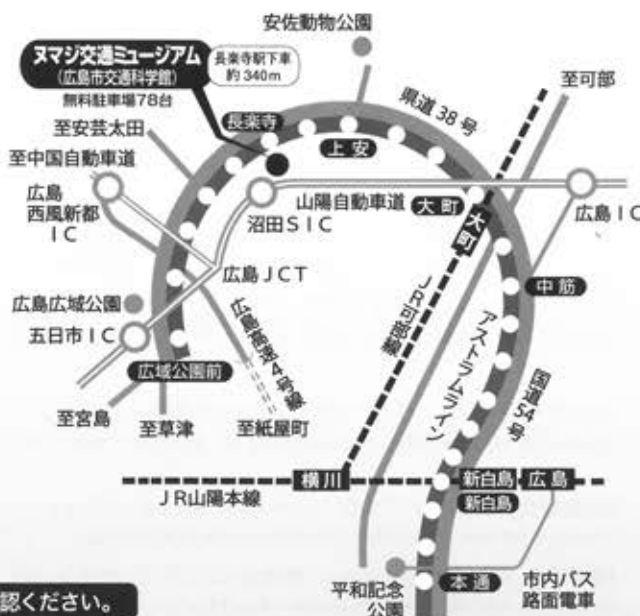 安佐動物公園
ヌマジ交通ミュージアム
(広島市交通科学館)
無料駐車場78台
長楽寺駅下車
約340m
県道38号
至可部
至安芸太田
長楽寺
上安
至中国自動車道
広島
西風新都
IC
沼田SIC
山陽自動車道
大町
大町
広島IC
広島JCT
中筋
広島広域公園
五日市IC
広島高速4号線
JR可部線
アストラムライン
国道54号
広域公園前
至宮島
至草津
至紙屋町
横川
新白島
広島
JR山陽本線
新白島
平和記念
公園
本通
市内バス
路面電車
認ください。